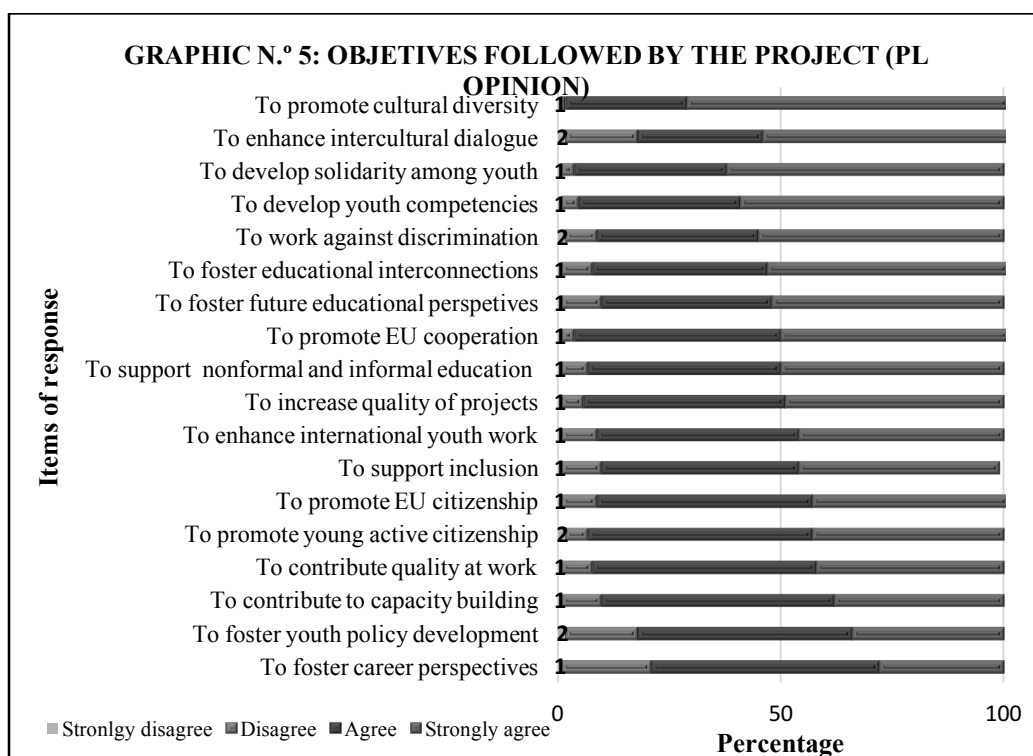 GRAPHIC N.º 5: OBJETIVES FOLLOWED BY THE PROJECT (PL
OPINION)
To promote cultural diversity 1
To enhance intercultural dialogue 2
To develop solidarity among youth 1
To develop youth competencies 1
To work against discrimination 2
To foster educational interconnections 1
To foster future educational perspetives 1
To promote EU cooperation 1
To support nonformal and informal education 1
To increase quality of projects 1
To enhance international youth work 1
To support inclusion 1
To promote EU citizenship 1
To promote young active citizenship 2
To contribute quality at work 1
To contribute to capacity building 1
To foster youth policy development 2
To foster career perspectives 1
Items of response
0 50 100
Stronlgy disagree Disagree Agree Strongly agree
Percentage